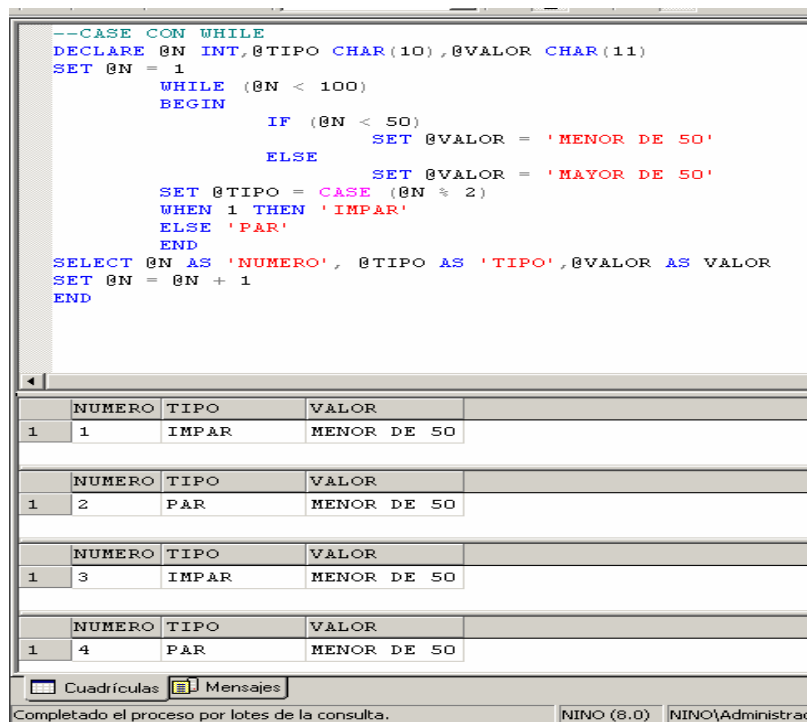 --CASE CON WHILE
DECLARE @N INT,@TIPO CHAR(10),@VALOR CHAR(11)
SET @N = 1
WHILE (@N < 100)
BEGIN
IF (@N < 50)
SET @VALOR = 'MENOR DE 50'
ELSE
SET @VALOR = 'MAYOR DE 50'
SET @TIPO = CASE (@N % 2)
WHEN 1 THEN 'IMPAR'
ELSE 'PAR'
END
SELECT @N AS 'NUMERO', @TIPO AS 'TIPO',@VALOR AS VALOR
SET @N = @N + 1
END
NUMERO TIPO VALOR
1 1 IMPAR MENOR DE 50
NUMERO TIPO VALOR
1 2 PAR MENOR DE 50
NUMERO TIPO VALOR
1 3 IMPAR MENOR DE 50
NUMERO TIPO VALOR
1 4 PAR MENOR DE 50
Cuadrículas Mensajes
Completado el proceso por lotes de la consulta. NINO (8.0) NINO\Administrad